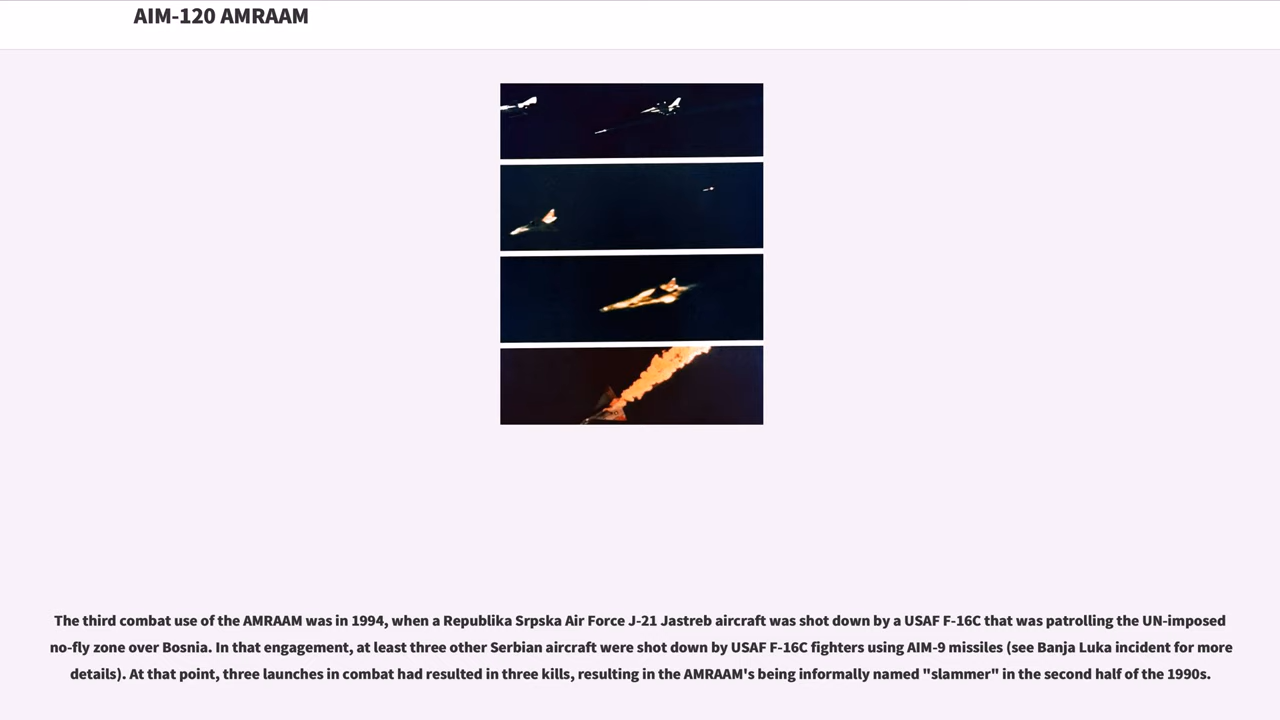 AIM-120 AMRAAM
The third combat use of the AMRAAM was in 1994, when a Republika Srpska Air Force J-21 Jastreb aircraft was shot down by a USAF F-16C that was patrolling the UN-imposed
no-fly zone over Bosnia. In that engagement, at least three other Serbian aircraft were shot down by USAF F-16C fighters using AIM-9 missiles (see Banja Luka incident for more
details). At that point, three launches in combat had resulted in three kills, resulting in the AMRAAM's being informally named "slammer" in the second half of the 1990s.